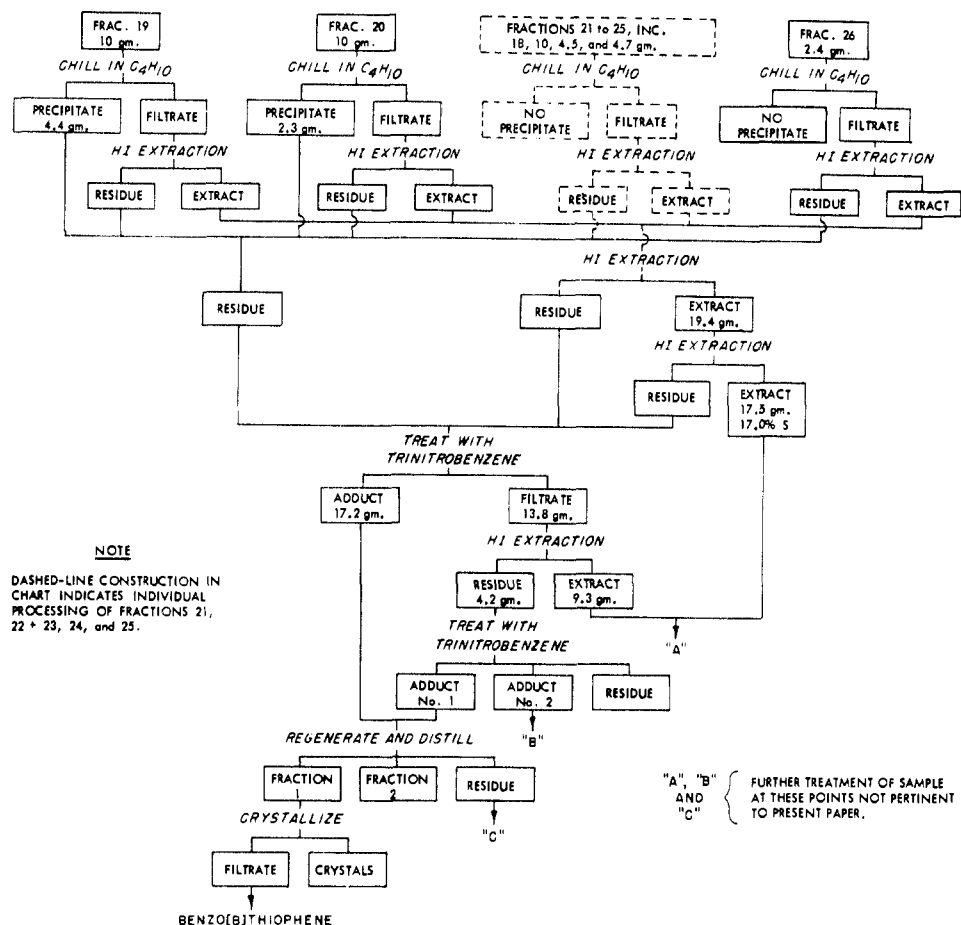 FRAC. 19
10 gm.
FRAC. 20
10 gm.
FRACTIONS 21 to 25, INC.
18, 10, 4.5, and 4.7 gm.
FRAC. 26
2.4 gm.
CHILL IN C4H10
CHILL IN C4H10
CHILL IN C4H10
CHILL IN C4H10
PRECIPITATE
4.4 gm.
FILTRATE
PRECIPITATE
2.3 gm.
FILTRATE
NO
PRECIPITATE
FILTRATE
NO
PRECIPITATE
FILTRATE
HI EXTRACTION
HI EXTRACTION
HI EXTRACTION
HI EXTRACTION
RESIDUE
EXTRACT
RESIDUE
EXTRACT
RESIDUE
EXTRACT
RESIDUE
EXTRACT
HI EXTRACTION
RESIDUE
RESIDUE
EXTRACT
19.4 gm.
HI EXTRACTION
RESIDUE
EXTRACT
17.5 gm.
17.0% S
TREAT WITH
TRINITROBENZENE
ADDUCT
17.2 gm.
FILTRATE
13.8 gm.
HI EXTRACTION
NOTE
DASHED-LINE CONSTRUCTION IN
CHART INDICATES INDIVIDUAL
PROCESSING OF FRACTIONS 21,
22 + 23, 24, and 25.
RESIDUE
4.2 gm.
EXTRACT
9.3 gm.
TREAT WITH
TRINITROBENZENE
"A"
ADDUCT
No. 1
ADDUCT
No. 2
RESIDUE
"B"
REGENERATE AND DISTILL
FRACTION
FRACTION
2
RESIDUE
"C"
"A", "B"
AND
"C"
FURTHER TREATMENT OF SAMPLE
AT THESE POINTS NOT PERTINENT
TO PRESENT PAPER.
CRYSTALLIZE
FILTRATE
CRYSTALS
BENZO[B]THIOPHENE